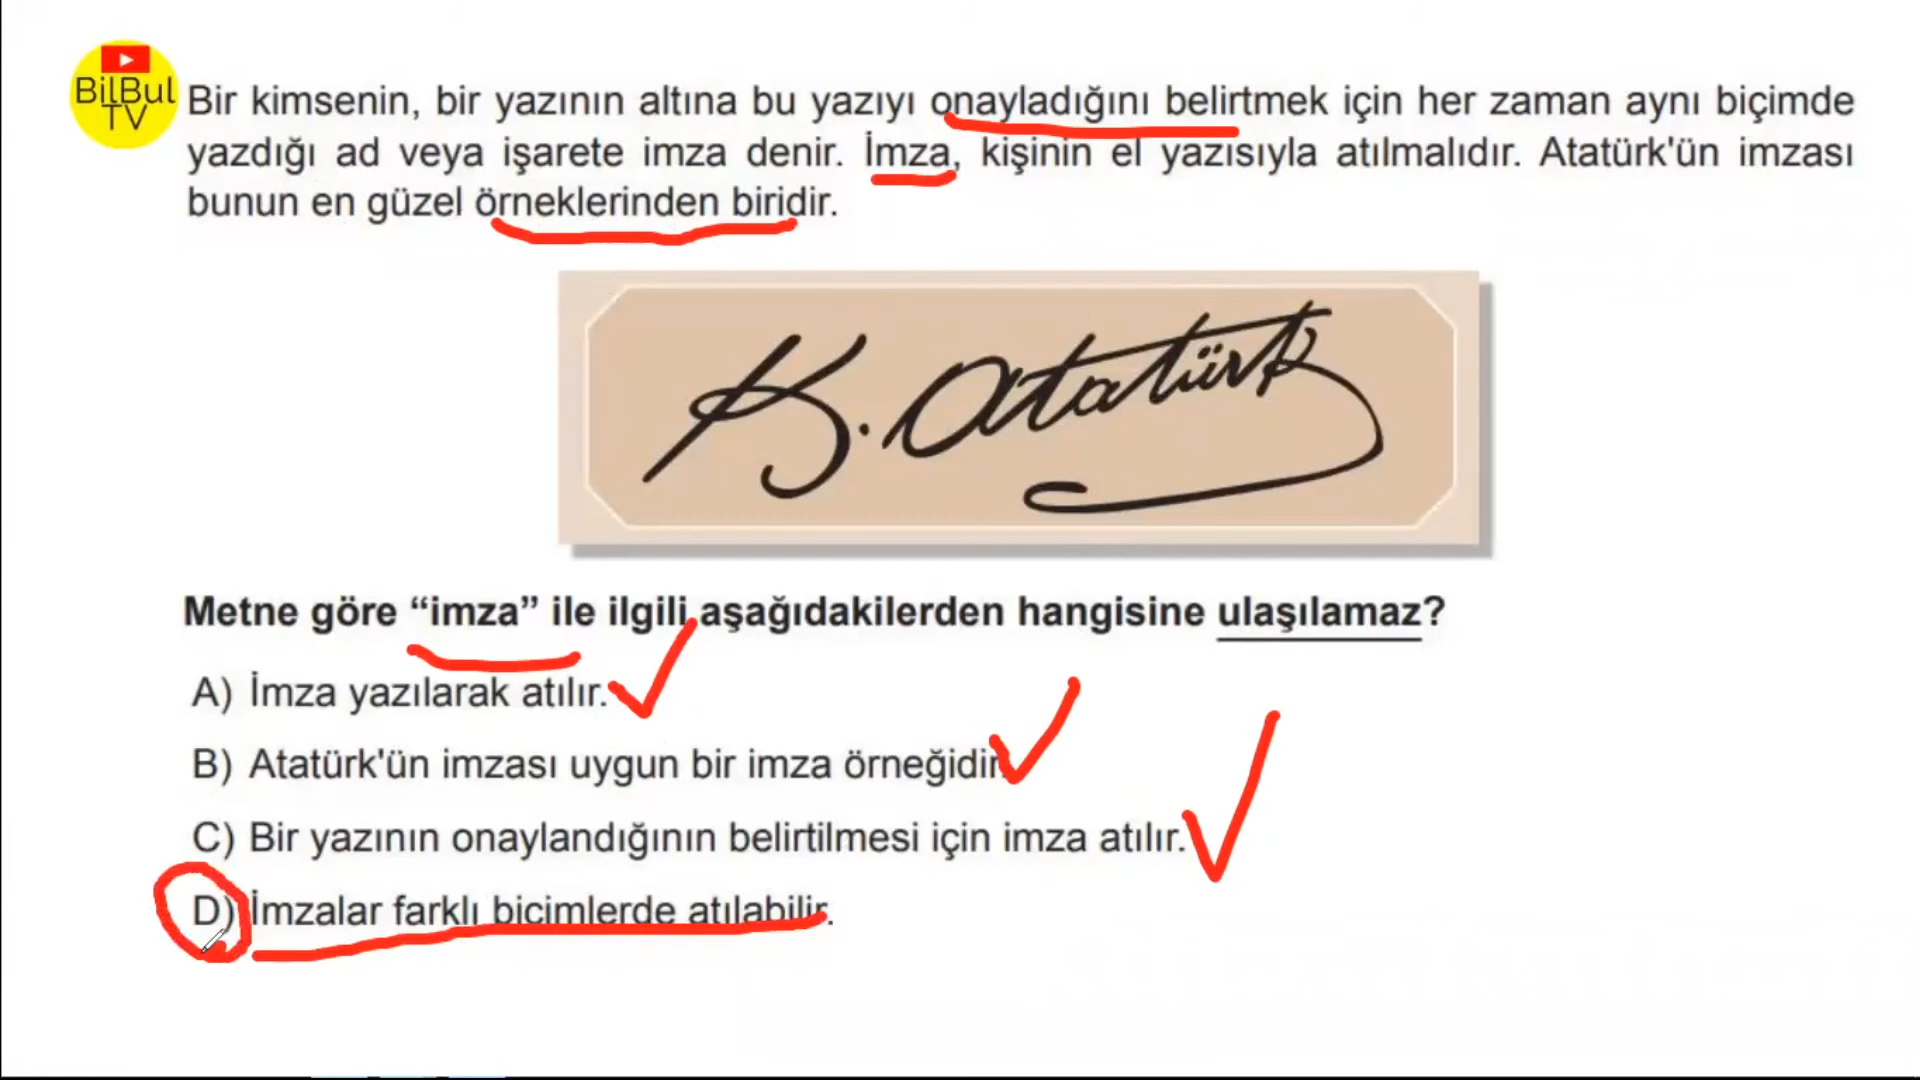 BilBul
TV
Bir kimsenin, bir yazının altına bu yazıyı onayladığını belirtmek için her zaman aynı biçimde
yazdığı ad veya işarete imza denir. İmza, kişinin el yazısıyla atılmalıdır. Atatürk'ün imzası
bunun en güzel örneklerinden biridir.
K. Atatürk
Metne göre “imza” ile ilgili aşağıdakilerden hangisine ulaşılamaz?
A) İmza yazılarak atılır.
B) Atatürk'ün imzası uygun bir imza örneğidir.
C) Bir yazının onaylandığının belirtilmesi için imza atılır.
D) İmzalar farklı biçimlerde atılabilir.